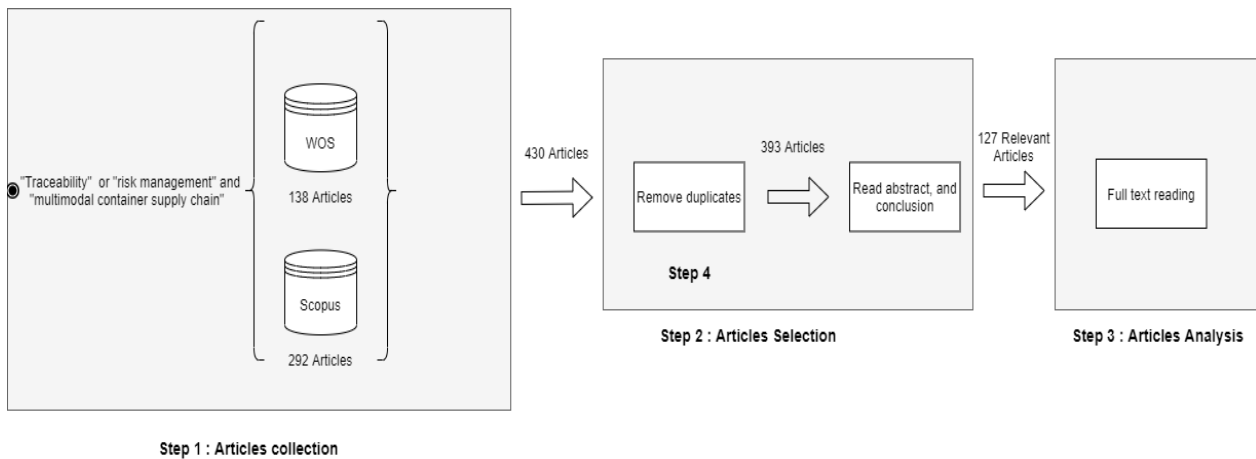 "Traceability" or "risk management" and
"multimodal container supply chain"
WOS
138 Articles
Scopus
292 Articles
Step 1 : Articles collection
430 Articles
Remove duplicates
393 Articles
Read abstract, and
conclusion
Step 4
Step 2 : Articles Selection
127 Relevant
Articles
Full text reading
Step 3 : Articles Analysis